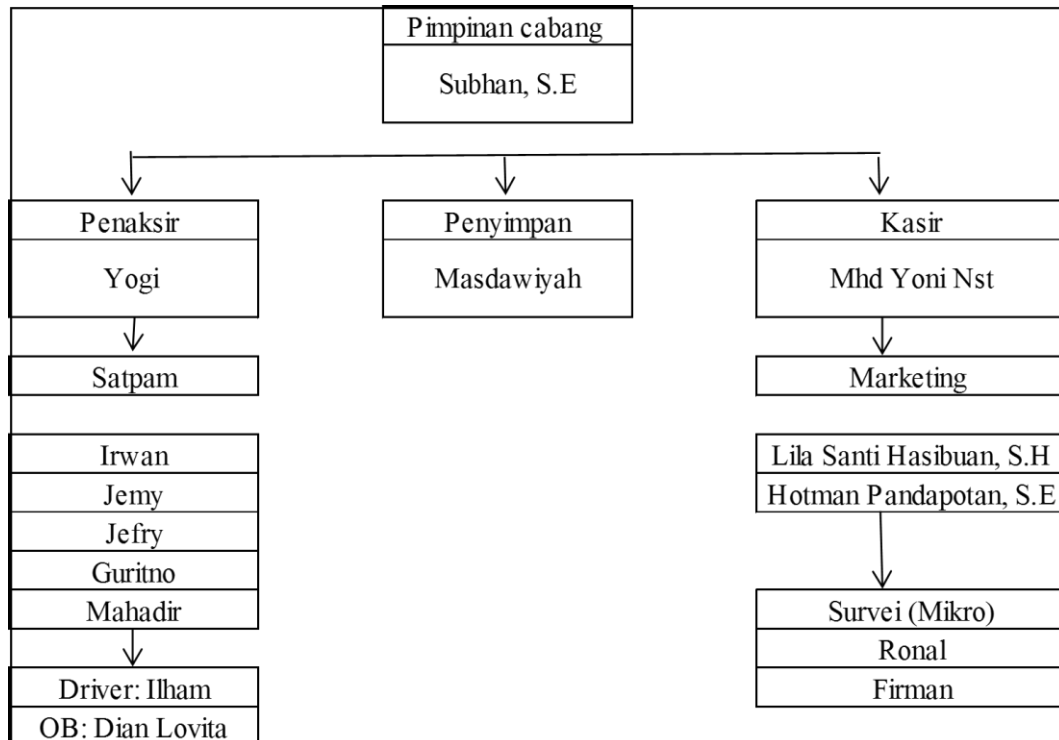 Pimpinan cabang
Subhan, S.E
Penaksir
Yogi
Penyimpan
Masdawiyah
Kasir
Mhd Yoni Nst
Satpam
Irwan
Jemy
Jefry
Guritno
Mahadir
Driver: Ilham
OB: Dian Lovita
Marketing
Lila Santi Hasibuan, S.H
Hotman Pandapotan, S.E
Survei (Mikro)
Ronal
Firman